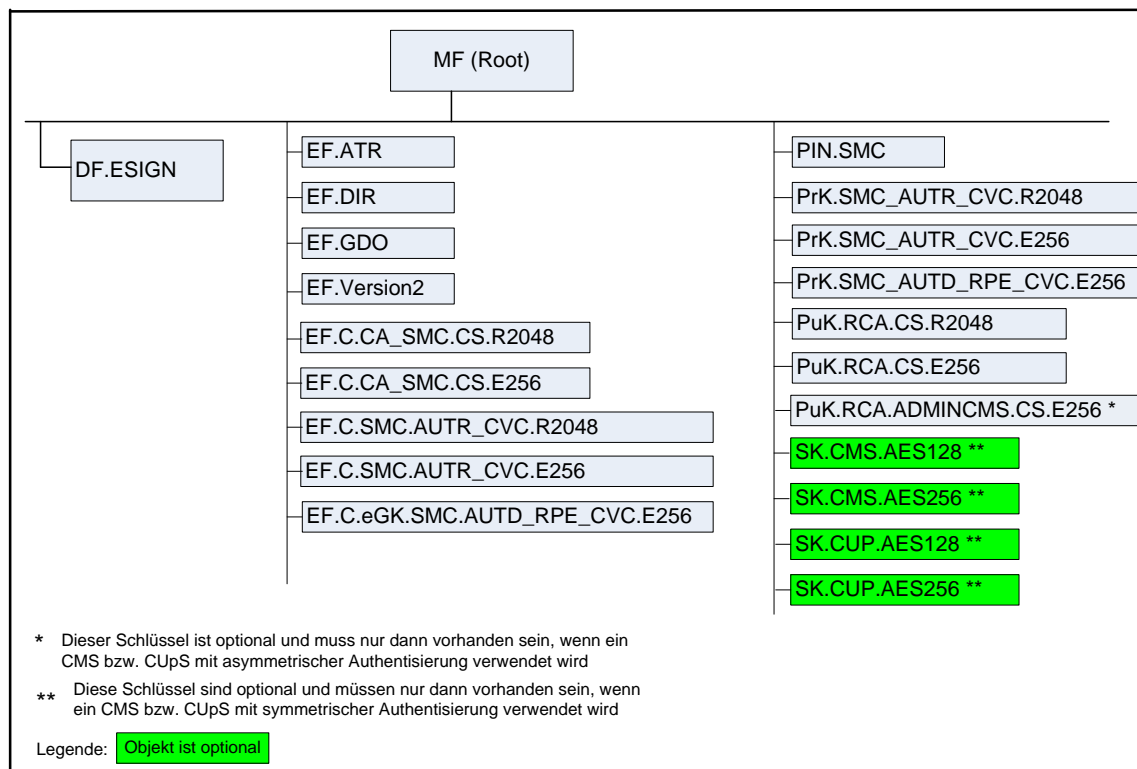 MF (Root)
DF.ESIGN
EF.ATR
EF.DIR
EF.GDO
EF.Version2
EF.C.CA_SMC.CS.R2048
EF.C.CA_SMC.CS.E256
EF.C.SMC.AUTR_CVC.R2048
EF.C.SMC.AUTR_CVC.E256
EF.C.eGK.SMC.AUTD_RPE_CVC.E256
PIN.SMC
PrK.SMC_AUTR_CVC.R2048
PrK.SMC_AUTR_CVC.E256
PrK.SMC_AUTD_RPE_CVC.E256
PuK.RCA.CS.R2048
PuK.RCA.CS.E256
PuK.RCA.ADMINCMS.CS.E256 *
SK.CMS.AES128 **
SK.CMS.AES256 **
SK.CUP.AES128 **
SK.CUP.AES256 **
* Dieser Schlüssel ist optional und muss nur dann vorhanden sein, wenn ein
CMS bzw. CUpS mit asymmetrischer Authentisierung verwendet wird
** Diese Schlüssel sind optional und müssen nur dann vorhanden sein, wenn
ein CMS bzw. CUpS mit symmetrischer Authentisierung verwendet wird
Legende: Objekt ist optional